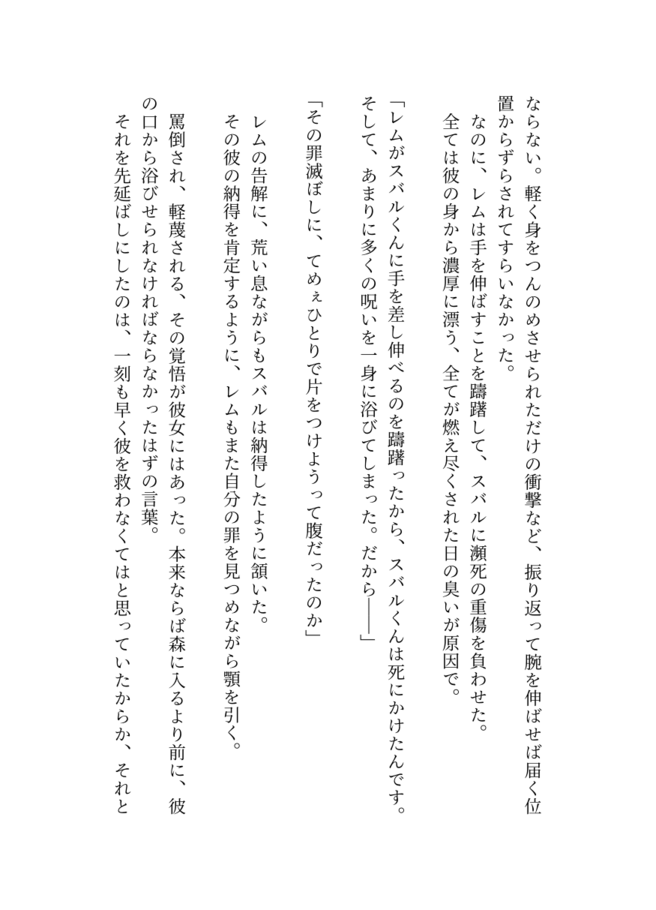 ならない。軽く身をつんのめさせられただけの衝撃など、振り返って腕を伸ばせば届く位
置からずらされてすらいなかった。
なのに、レムは手を伸ばすことを躊躇して、スバルに瀕死の重傷を負わせた。
全ては彼の身から濃厚に漂う、全てが燃え尽くされた日の臭いが原因で。
「レムがスバルくんに手を差し伸べるのを躊躇ったから、スバルくんは死にかけたんです。
そして、あまりに多くの呪いを一身に浴びてしまった。だから――」
「その罪滅ぼしに、てめぇひとりで片をつけようって腹だったのか」
レムの告解に、荒い息ながらもスバルは納得したように頷いた。
その彼の納得を肯定するように、レムもまた自分の罪を見つめながら顎を引く。
罵倒され、軽蔑される、その覚悟が彼女にはあった。本来ならば森に入るより前に、彼
の口から浴びせられなければならなかったはずの言葉。
それを先延ばしにしたのは、一刻も早く彼を救わなくてはと思っていたからか、それと